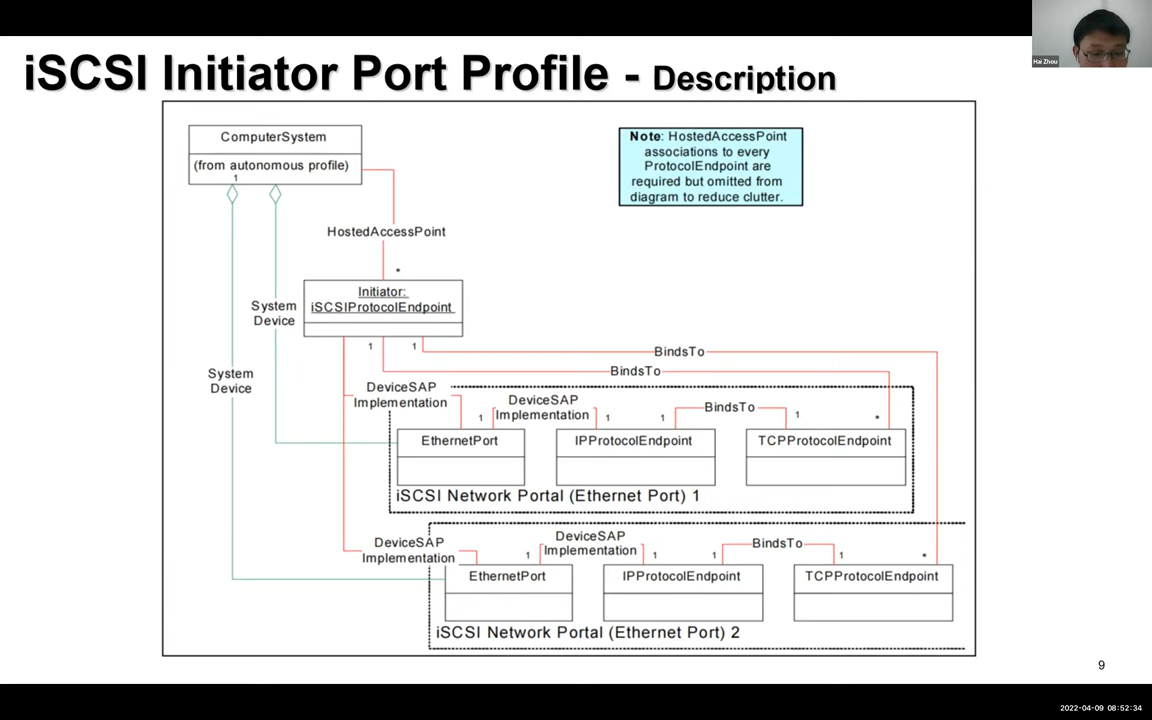 iSCSI Initiator Port Profile - Description
Hai Zhou
ComputerSystem
(from autonomous profile)
1
Note: HostedAccessPoint
associations to every
ProtocolEndpoint are
required but omitted from
diagram to reduce clutter.
HostedAccessPoint
*
Initiator:
iSCSIProtocolEndpoint
System
Device
1
1
BindsTo
BindsTo
System
Device
DeviceSAP
Implementation
1
DeviceSAP
Implementation
1
1
BindsTo
1
*
EthernetPort
IPProtocolEndpoint
TCPProtocolEndpoint
iSCSI Network Portal (Ethernet Port) 1
DeviceSAP
Implementation
1
DeviceSAP
Implementation
1
1
BindsTo
1
*
EthernetPort
IPProtocolEndpoint
TCPProtocolEndpoint
iSCSI Network Portal (Ethernet Port) 2
9
2022-04-09 08:52:34